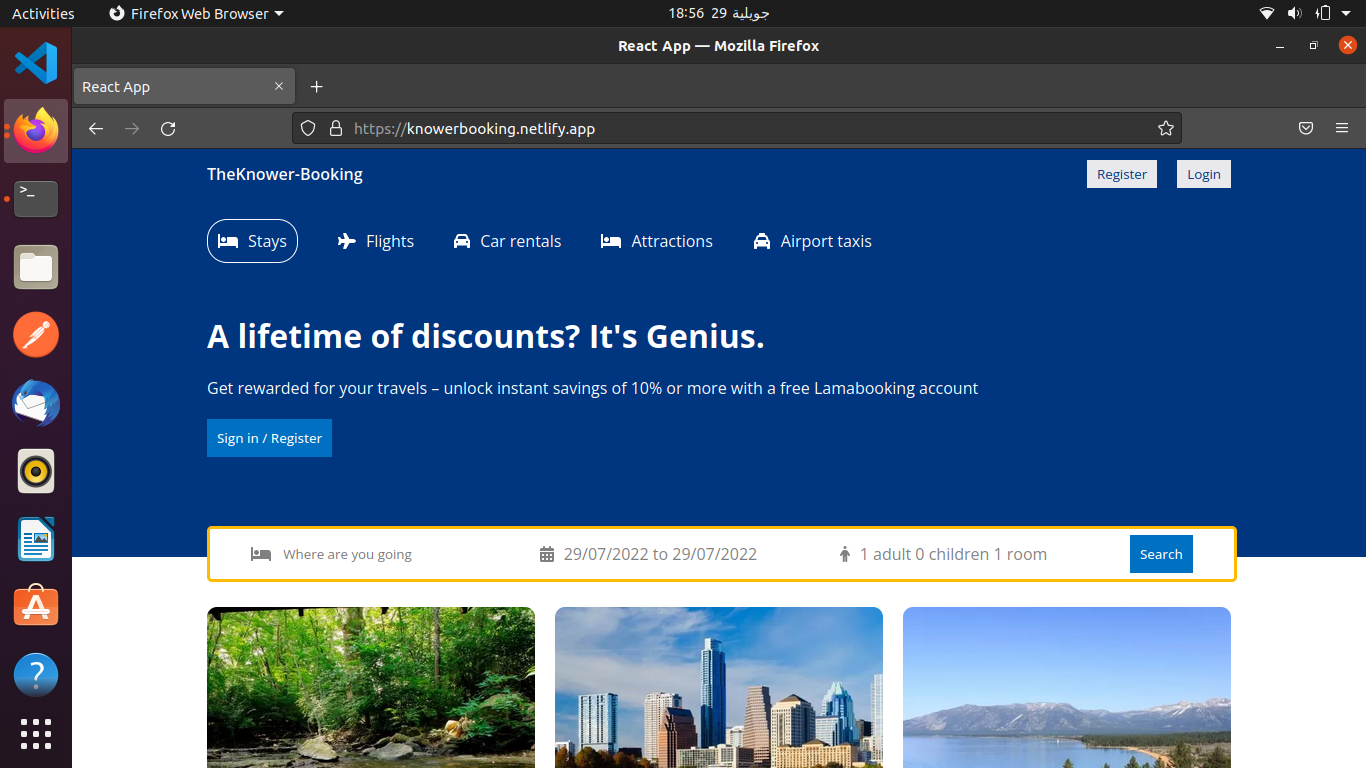 Activities Firefox Web Browser 18:56 29 جويلية
React App — Mozilla Firefox
React App
https://knowerbooking.netlify.app
TheKnower-Booking Register Login
Stays Flights Car rentals Attractions Airport taxis
A lifetime of discounts? It's Genius.
Get rewarded for your travels – unlock instant savings of 10% or more with a free Lamabooking account
Sign in / Register
Where are you going 29/07/2022 to 29/07/2022 1 adult 0 children 1 room Search